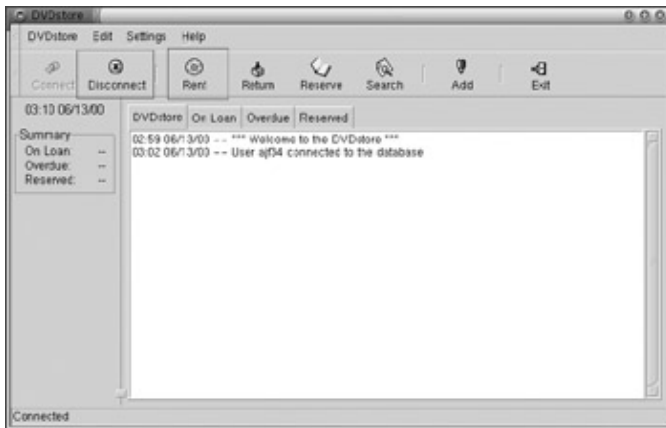 DVDstore
DVDstore Edit Settings Help
Connect Disconnect Rent Return Reserve Search Add Exit
03:10 06/13/00
DVDstore On Loan Overdue Reserved
Summary
On Loan: --
Overdue: --
Reserved: --
02:59 06/13/00 -- *** Welcome to the DVDstore ***
03:02 06/13/00 -- User ajf34 connected to the database
Connected